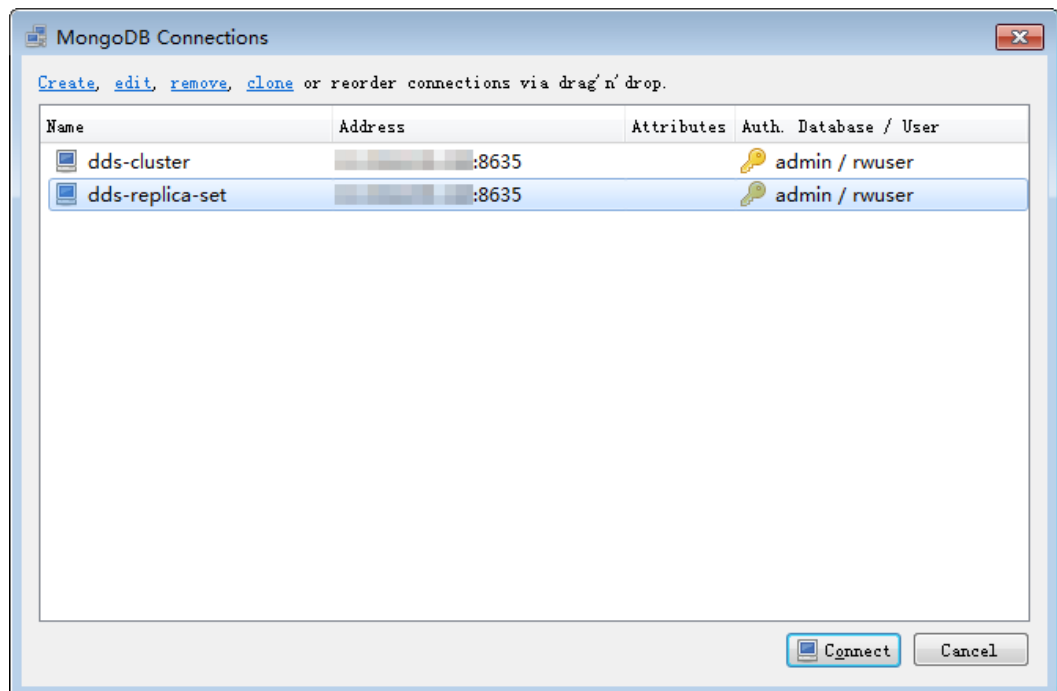 MongoDB Connections
Create, edit, remove, clone or reorder connections via drag'n'drop.
Name Address Attributes Auth. Database / User
dds-cluster :8635 admin / rwuser
dds-replica-set :8635 admin / rwuser
Connect Cancel